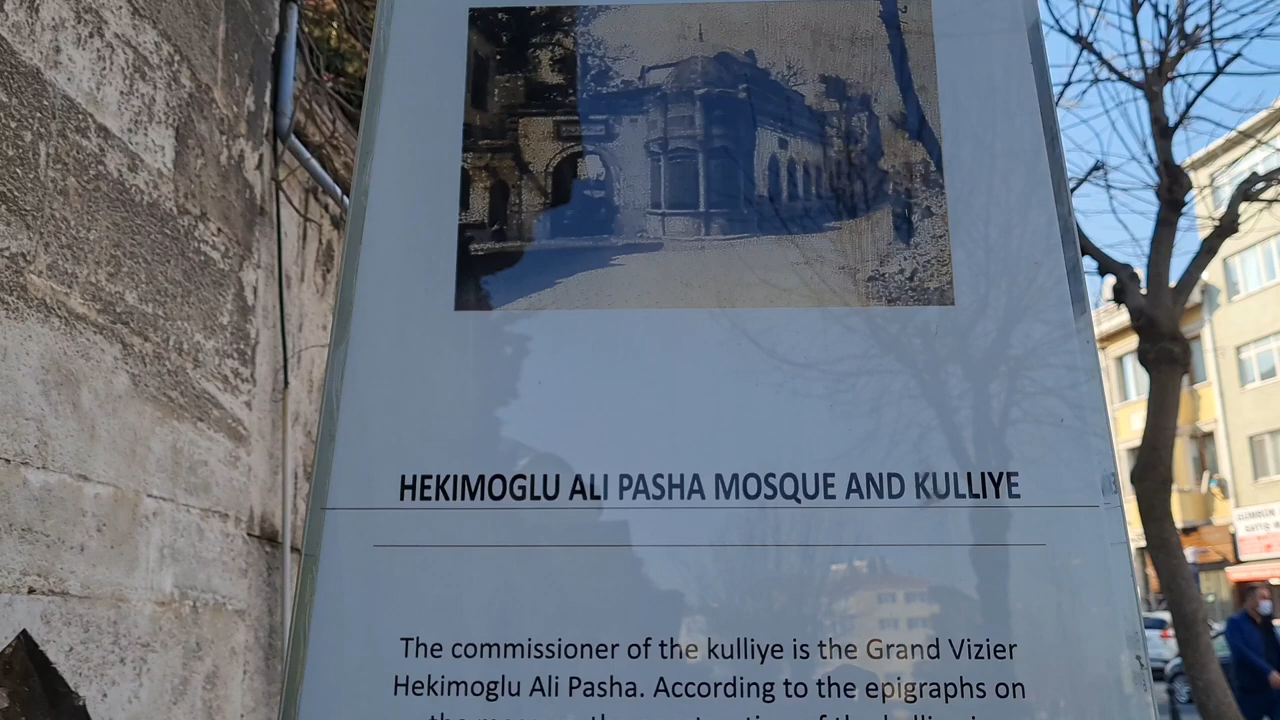 HEKIMOGLU ALI PASHA MOSQUE AND KULLIYE
The commissioner of the kulliye is the Grand Vizier
Hekimoglu Ali Pasha. According to the epigraphs on